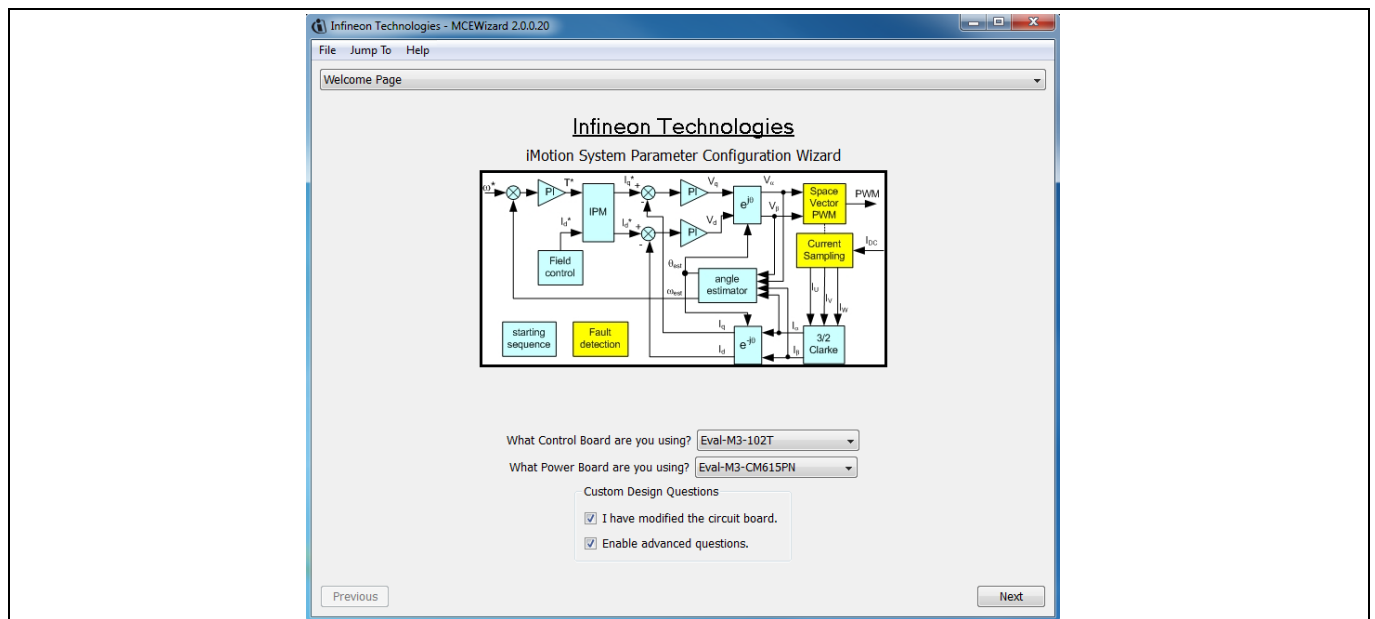 Infineon Technologies - MCEWizard 2.0.0.20
File Jump To Help
Welcome Page
Infineon Technologies
iMotion System Parameter Configuration Wizard
ω* PI T* IPM Iq* + - PI Vq e^jθ Vα Space Vector PWM PWM
Id* Id* + - PI Vd Vβ
Field control
Current Sampling IDC
θest
angle estimator
ωest
IU IV IW
starting sequence
Fault detection
Iq Id e^-jθ Iα Iβ 3/2 Clarke
What Control Board are you using? Eval-M3-102T
What Power Board are you using? Eval-M3-CM615PN
Custom Design Questions
I have modified the circuit board.
Enable advanced questions.
Previous Next